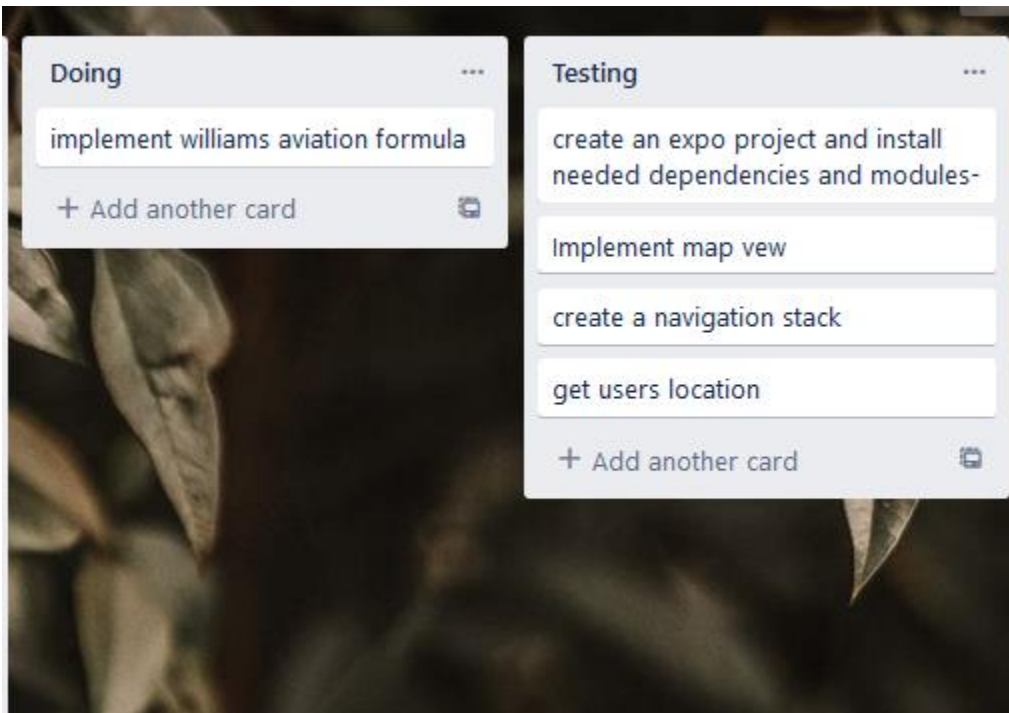 Doing
implement williams aviation formula
+ Add another card
Testing
create an expo project and install
needed dependencies and modules-
Implement map vew
create a navigation stack
get users location
+ Add another card